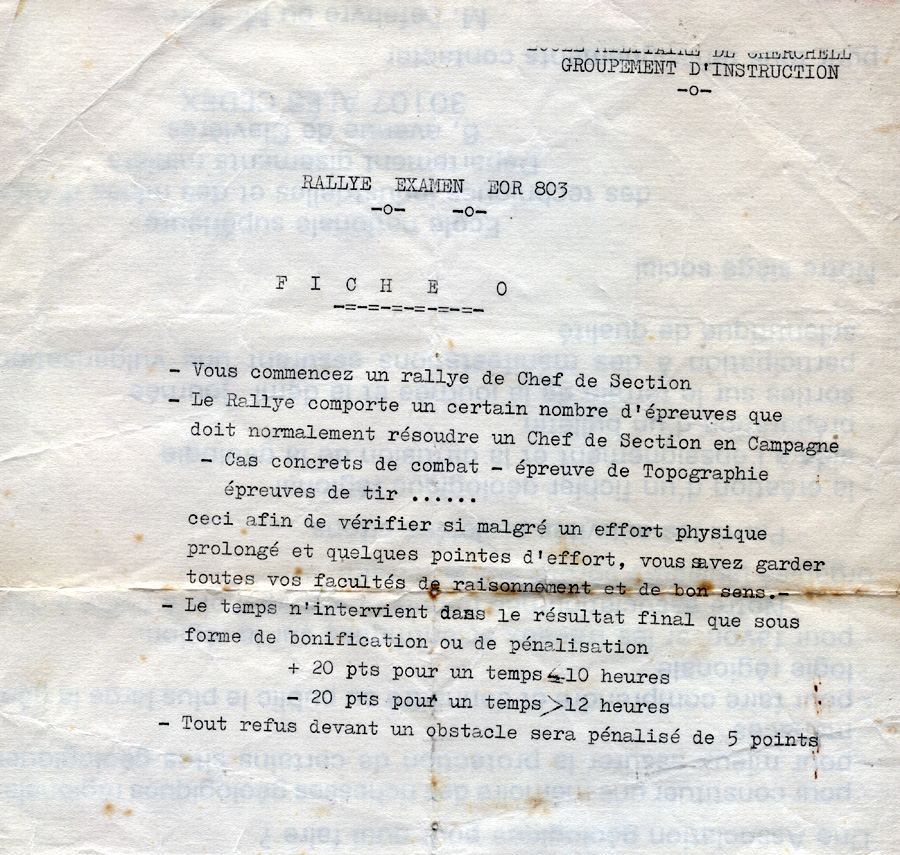 ECOLE MILITAIRE DE CHERCHELL
GROUPEMENT D'INSTRUCTION
-o-
RALLYE EXAMEN EOR 803
-o- -o-
F I C H E O
-=-=-=-=-=-=-=-
- Vous commencez un rallye de Chef de Section
- Le Rallye comporte un certain nombre d'épreuves que
doit normalement résoudre un Chef de Section en Campagne
- Cas concrets de combat - épreuve de Topographie
épreuves de tir ......
ceci afin de vérifier si malgré un effort physique
prolongé et quelques pointes d'effort, vous savez garder
toutes vos facultés de raisonnement et de bon sens.-
- Le temps n'intervient dans le résultat final que sous
forme de bonification ou de pénalisation
+ 20 pts pour un temps < 10 heures
- 20 pts pour un temps > 12 heures
- Tout refus devant un obstacle sera pénalisé de 5 points